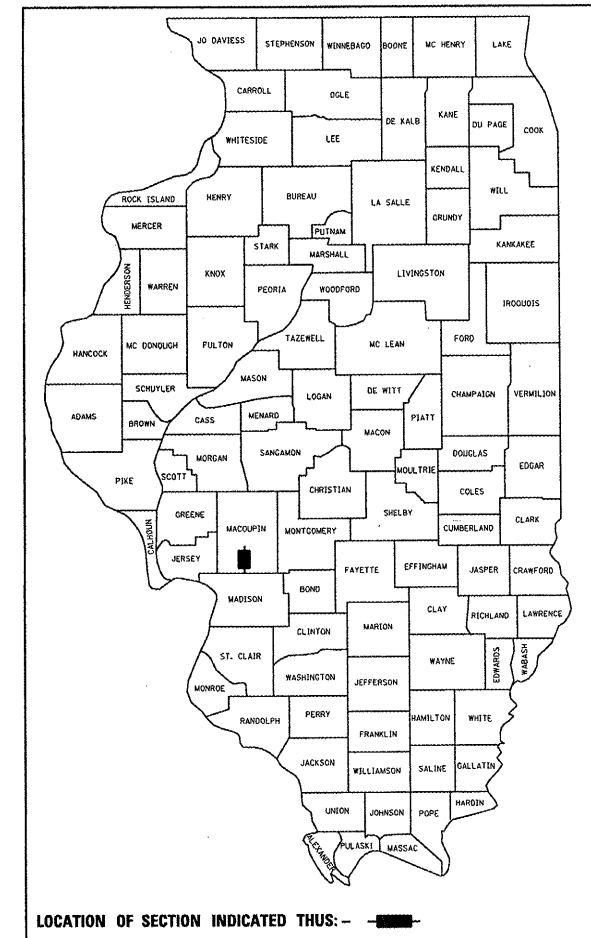 JO DAVIESS STEPHENSON WINNEBAGO BOONE MC HENRY LAKE
CARROLL OGLE DE KALB KANE DU PAGE COOK
WHITESIDE LEE KENDALL WILL
ROCK ISLAND HENRY BUREAU LA SALLE GRUNDY
MERCER STARK PUTNAM MARSHALL KANKAKEE
HENDERSON WARREN KNOX PEORIA WOODFORD LIVINGSTON IROQUOIS
HANCOCK MC DONOUGH FULTON TAZEWELL MC LEAN FORD
SCHUYLER MASON LOGAN DE WITT CHAMPAIGN VERMILION
ADAMS BROWN CASS MENARD MACON PIATT
PIKE SCOTT MORGAN SANGAMON CHRISTIAN MOULTRIE DOUGLAS EDGAR
COLES
CALHOUN GREENE MACOUPIN MONTGOMERY SHELBY CUMBERLAND CLARK
JERSEY FAYETTE EFFINGHAM JASPER CRAWFORD
MADISON BOND CLAY RICHLAND LAWRENCE
CLINTON MARION
ST. CLAIR WAYNE EDWARDS WABASH
MONROE WASHINGTON JEFFERSON
RANDOLPH PERRY HAMILTON WHITE
FRANKLIN
JACKSON WILLIAMSON SALINE GALLATIN
UNION JOHNSON POPE HARDIN
ALEXANDER PULASKI MASSAC
LOCATION OF SECTION INDICATED THUS: -